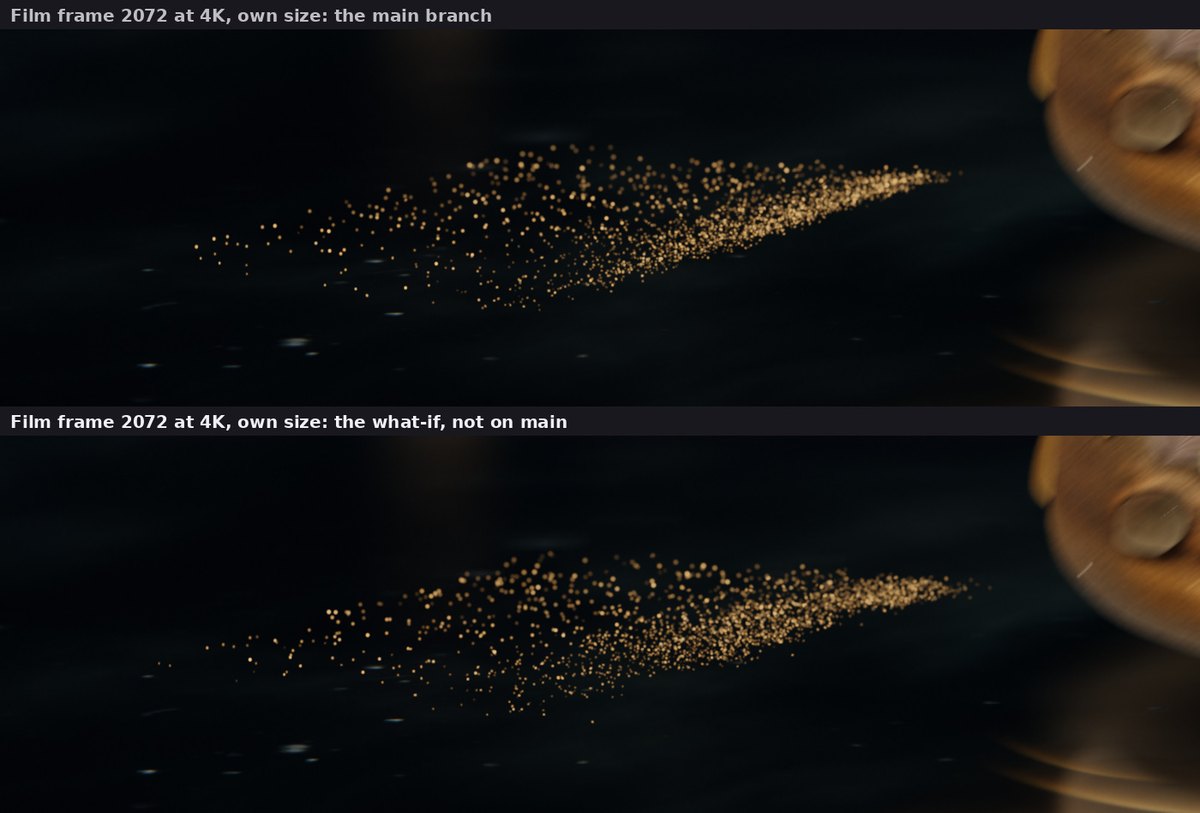 Film frame 2072 at 4K, own size: the main branch
Film frame 2072 at 4K, own size: the what-if, not on main